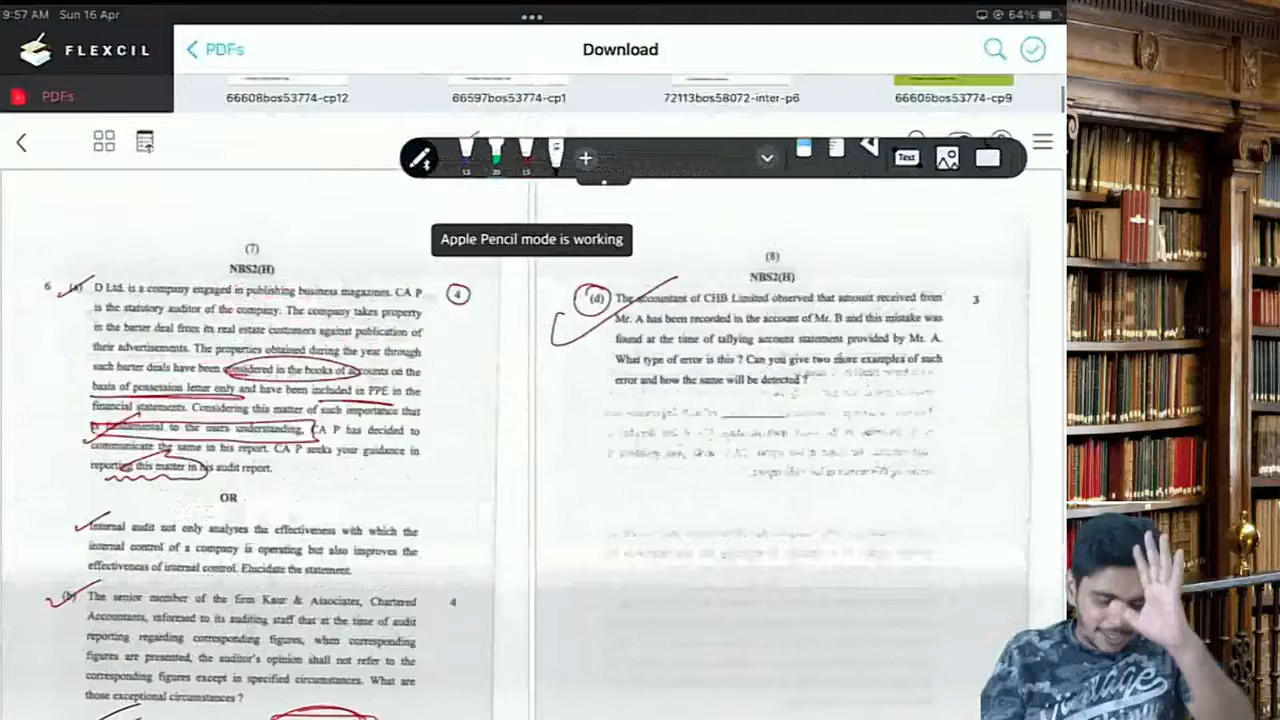 9:57 AM Sun 16 Apr
64%
FLEXCIL
PDFs
Download
PDFs
66608bos53774-cp12
66597bos53774-cp1
72113bos58072-inter-p6
66605bos53774-cp9
Text
Apple Pencil mode is working
(7)
NBS2(H)
6 (a) D Ltd. is a company engaged in publishing business magazines. CA P 4
is the statutory auditor of the company. The company takes property
in the barter deal from its real estate customers against publication of
their advertisements. The properties obtained during the year through
such barter deals have been considered in the books of accounts on the
basis of possession letter only and have been included in PPE in the
financial statements. Considering this matter of such importance that
is fundamental to the users understanding, CA P has decided to
communicate the same in his report. CA P seeks your guidance in
reporting this matter in his audit report.
OR
Internal audit not only analyses the effectiveness with which the
internal control of a company is operating but also improves the
effectiveness of internal control. Elucidate the statement.
(b) The senior member of the firm Kaur & Associates, Chartered 4
Accountants, informed to its auditing staff that at the time of audit
reporting regarding corresponding figures, when corresponding
figures are presented, the auditor's opinion shall not refer to the
corresponding figures except in specified circumstances. What are
those exceptional circumstances ?
(8)
NBS2(H)
(d) The accountant of CHB Limited observed that amount received from 3
Mr. A has been recorded in the account of Mr. B and this mistake was
found at the time of tallying account statement provided by Mr. A.
What type of error is this ? Can you give two more examples of such
error and how the same will be detected ?